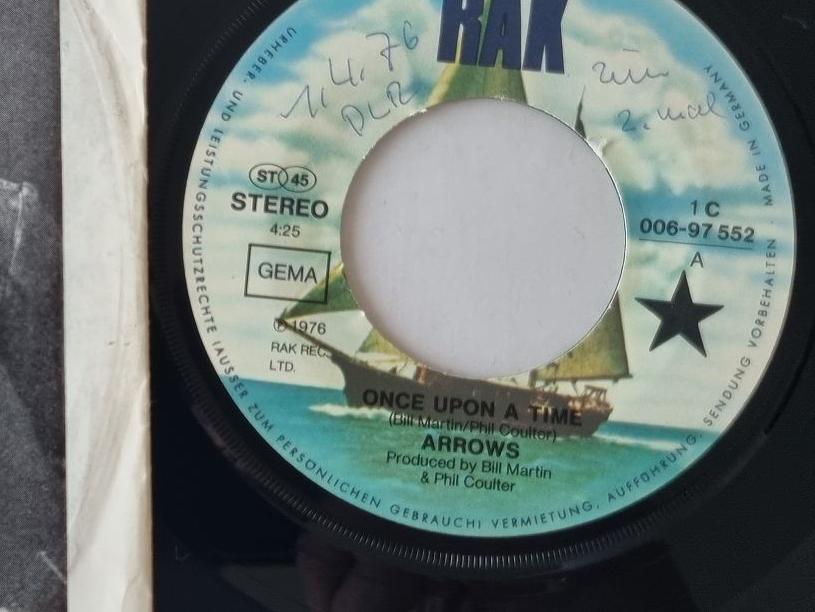 RAK
1.4.76
DLR
2. mal
ST 45
STEREO
4:25
GEMA
℗ 1976
RAK REC.
LTD.
1 C
006-97 552
A
ONCE UPON A TIME
(Bill Martin/Phil Coulter)
ARROWS
Produced by Bill Martin
& Phil Coulter
URHEBER- UND LEISTUNGSSCHUTZRECHTE (AUSSER ZUM PERSÖNLICHEN GEBRAUCH) VERMIETUNG, AUFFÜHRUNG, SENDUNG VORBEHALTEN · MADE IN GERMANY